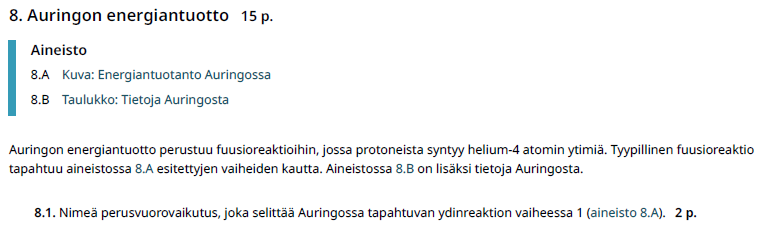 8. Auringon energiantuotto 15 p.
Aineisto
8.A Kuva: Energiantuotanto Auringossa
8.B Taulukko: Tietoja Auringosta
Auringon energiantuotto perustuu fuusioreaktioihin, jossa protoneista syntyy helium-4 atomin ytimiä. Tyypillinen fuusioreaktio
tapahtuu aineistossa 8.A esitettyjen vaiheiden kautta. Aineistossa 8.B on lisäksi tietoja Auringosta.
8.1. Nimeä perusvuorovaikutus, joka selittää Auringossa tapahtuvan ydinreaktion vaiheessa 1 (aineisto 8.A). 2 p.